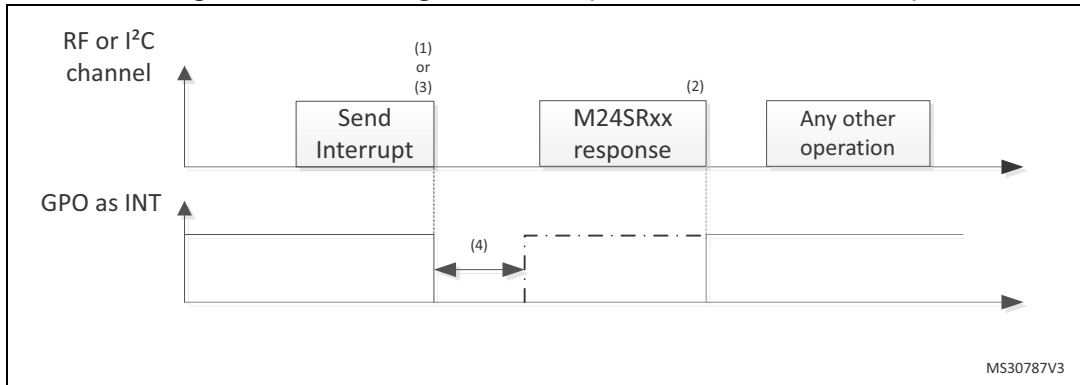 RF or I²C
channel
(1)
or
(3)
(2)
Send
Interrupt
M24SRxx
response
Any other
operation
GPO as INT
(4)
MS30787V3